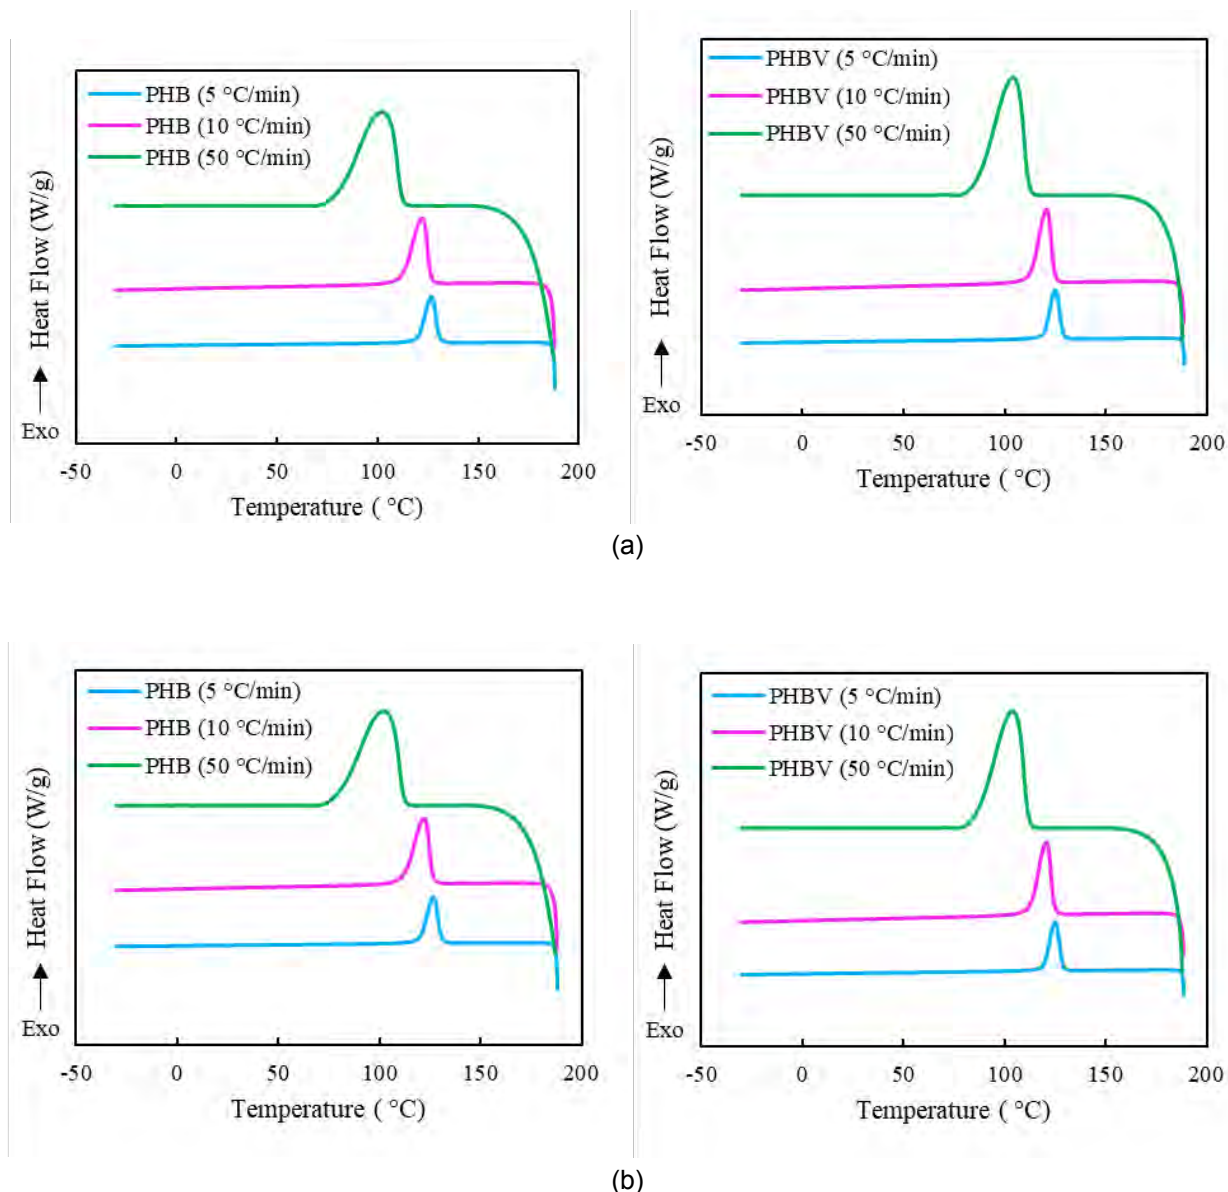 PHB (5 °C/min)
PHB (10 °C/min)
PHB (50 °C/min)
Exo
Heat Flow (W/g)
-50 0 50 100 150 200
Temperature ( °C)
PHBV (5 °C/min)
PHBV (10 °C/min)
PHBV (50 °C/min)
Exo
Heat Flow (W/g)
-50 0 50 100 150 200
Temperature ( °C)
(a)
PHB (5 °C/min)
PHB (10 °C/min)
PHB (50 °C/min)
Exo
Heat Flow (W/g)
-50 0 50 100 150 200
Temperature ( °C)
PHBV (5 °C/min)
PHBV (10 °C/min)
PHBV (50 °C/min)
Exo
Heat Flow (W/g)
-50 0 50 100 150 200
Temperature ( °C)
(b)